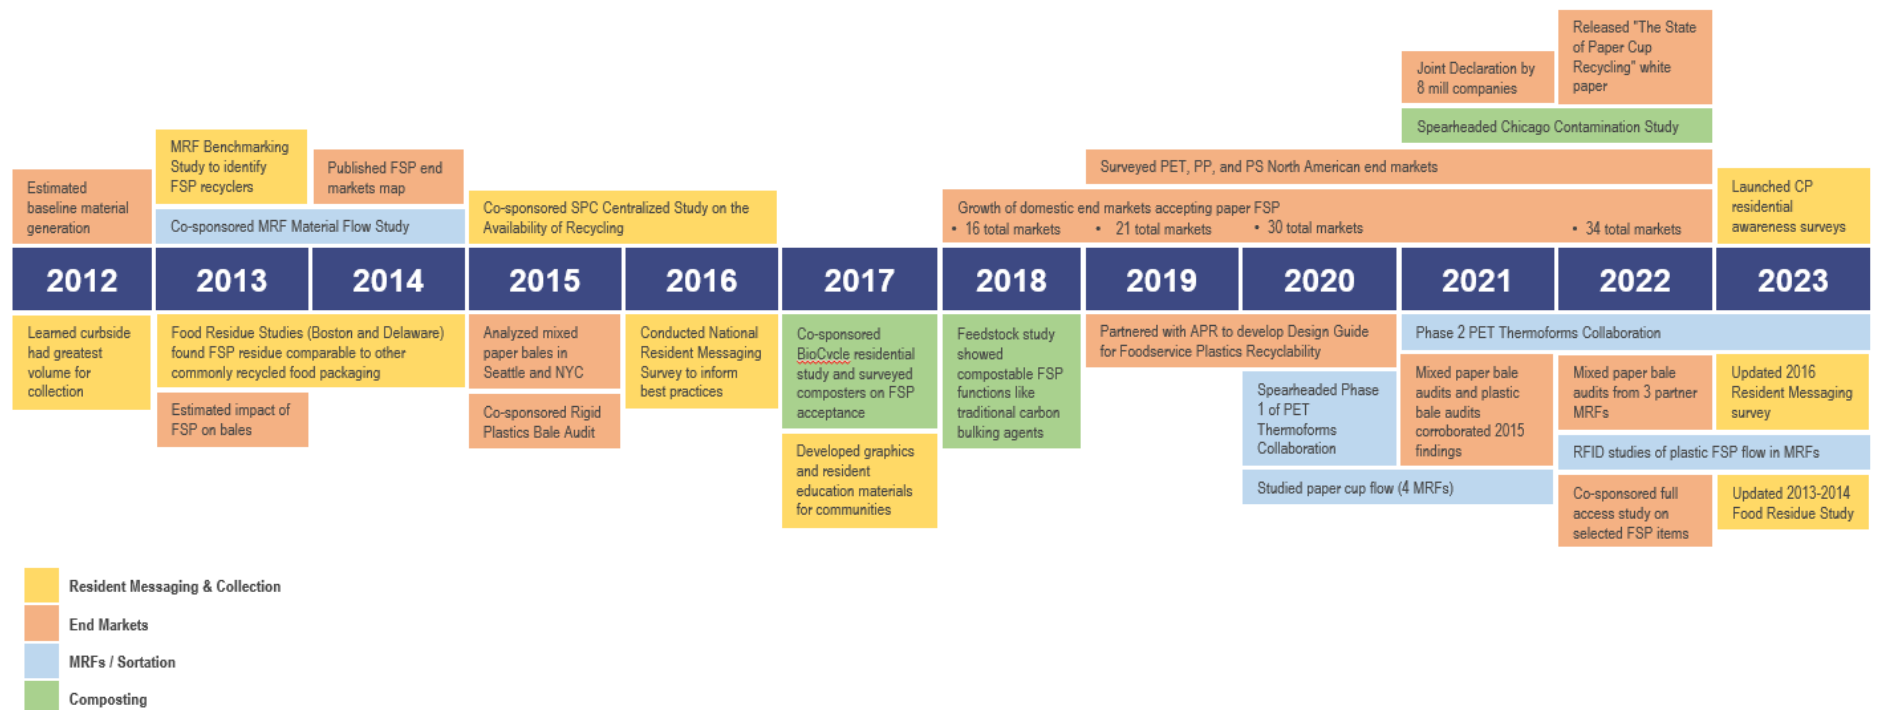 Released "The State
of Paper Cup
Recycling" white
paper
Joint Declaration by
8 mill companies
Spearheaded Chicago Contamination Study
MRF Benchmarking
Study to identify
FSP recyclers
Published FSP end
markets map
Surveyed PET, PP, and PS North American end markets
Estimated
baseline material
generation
Co-sponsored MRF Material Flow Study
Co-sponsored SPC Centralized Study on the
Availability of Recycling
Growth of domestic end markets accepting paper FSP
• 16 total markets
• 21 total markets
• 30 total markets
• 34 total markets
Launched CP
residential
awareness surveys
2012
2013
2014
2015
2016
2017
2018
2019
2020
2021
2022
2023
Learned curbside
had greatest
volume for
collection
Food Residue Studies (Boston and Delaware)
found FSP residue comparable to other
commonly recycled food packaging
Estimated impact of
FSP on bales
Analyzed mixed
paper bales in
Seattle and NYC
Co-sponsored Rigid
Plastics Bale Audit
Conducted National
Resident Messaging
Survey to inform
best practices
Co-sponsored
BioCycle residential
study and surveyed
composters on FSP
acceptance
Developed graphics
and resident
education materials
for communities
Feedstock study
showed
compostable FSP
functions like
traditional carbon
bulking agents
Partnered with APR to develop Design Guide
for Foodservice Plastics Recyclability
Spearheaded Phase
1 of PET
Thermoforms
Collaboration
Studied paper cup flow (4 MRFs)
Phase 2 PET Thermoforms Collaboration
Mixed paper bale
audits and plastic
bale audits
corroborated 2015
findings
Mixed paper bale
audits from 3 partner
MRFs
Updated 2016
Resident Messaging
survey
RFID studies of plastic FSP flow in MRFs
Co-sponsored full
access study on
selected FSP items
Updated 2013-2014
Food Residue Study
Resident Messaging & Collection
End Markets
MRFs / Sortation
Composting